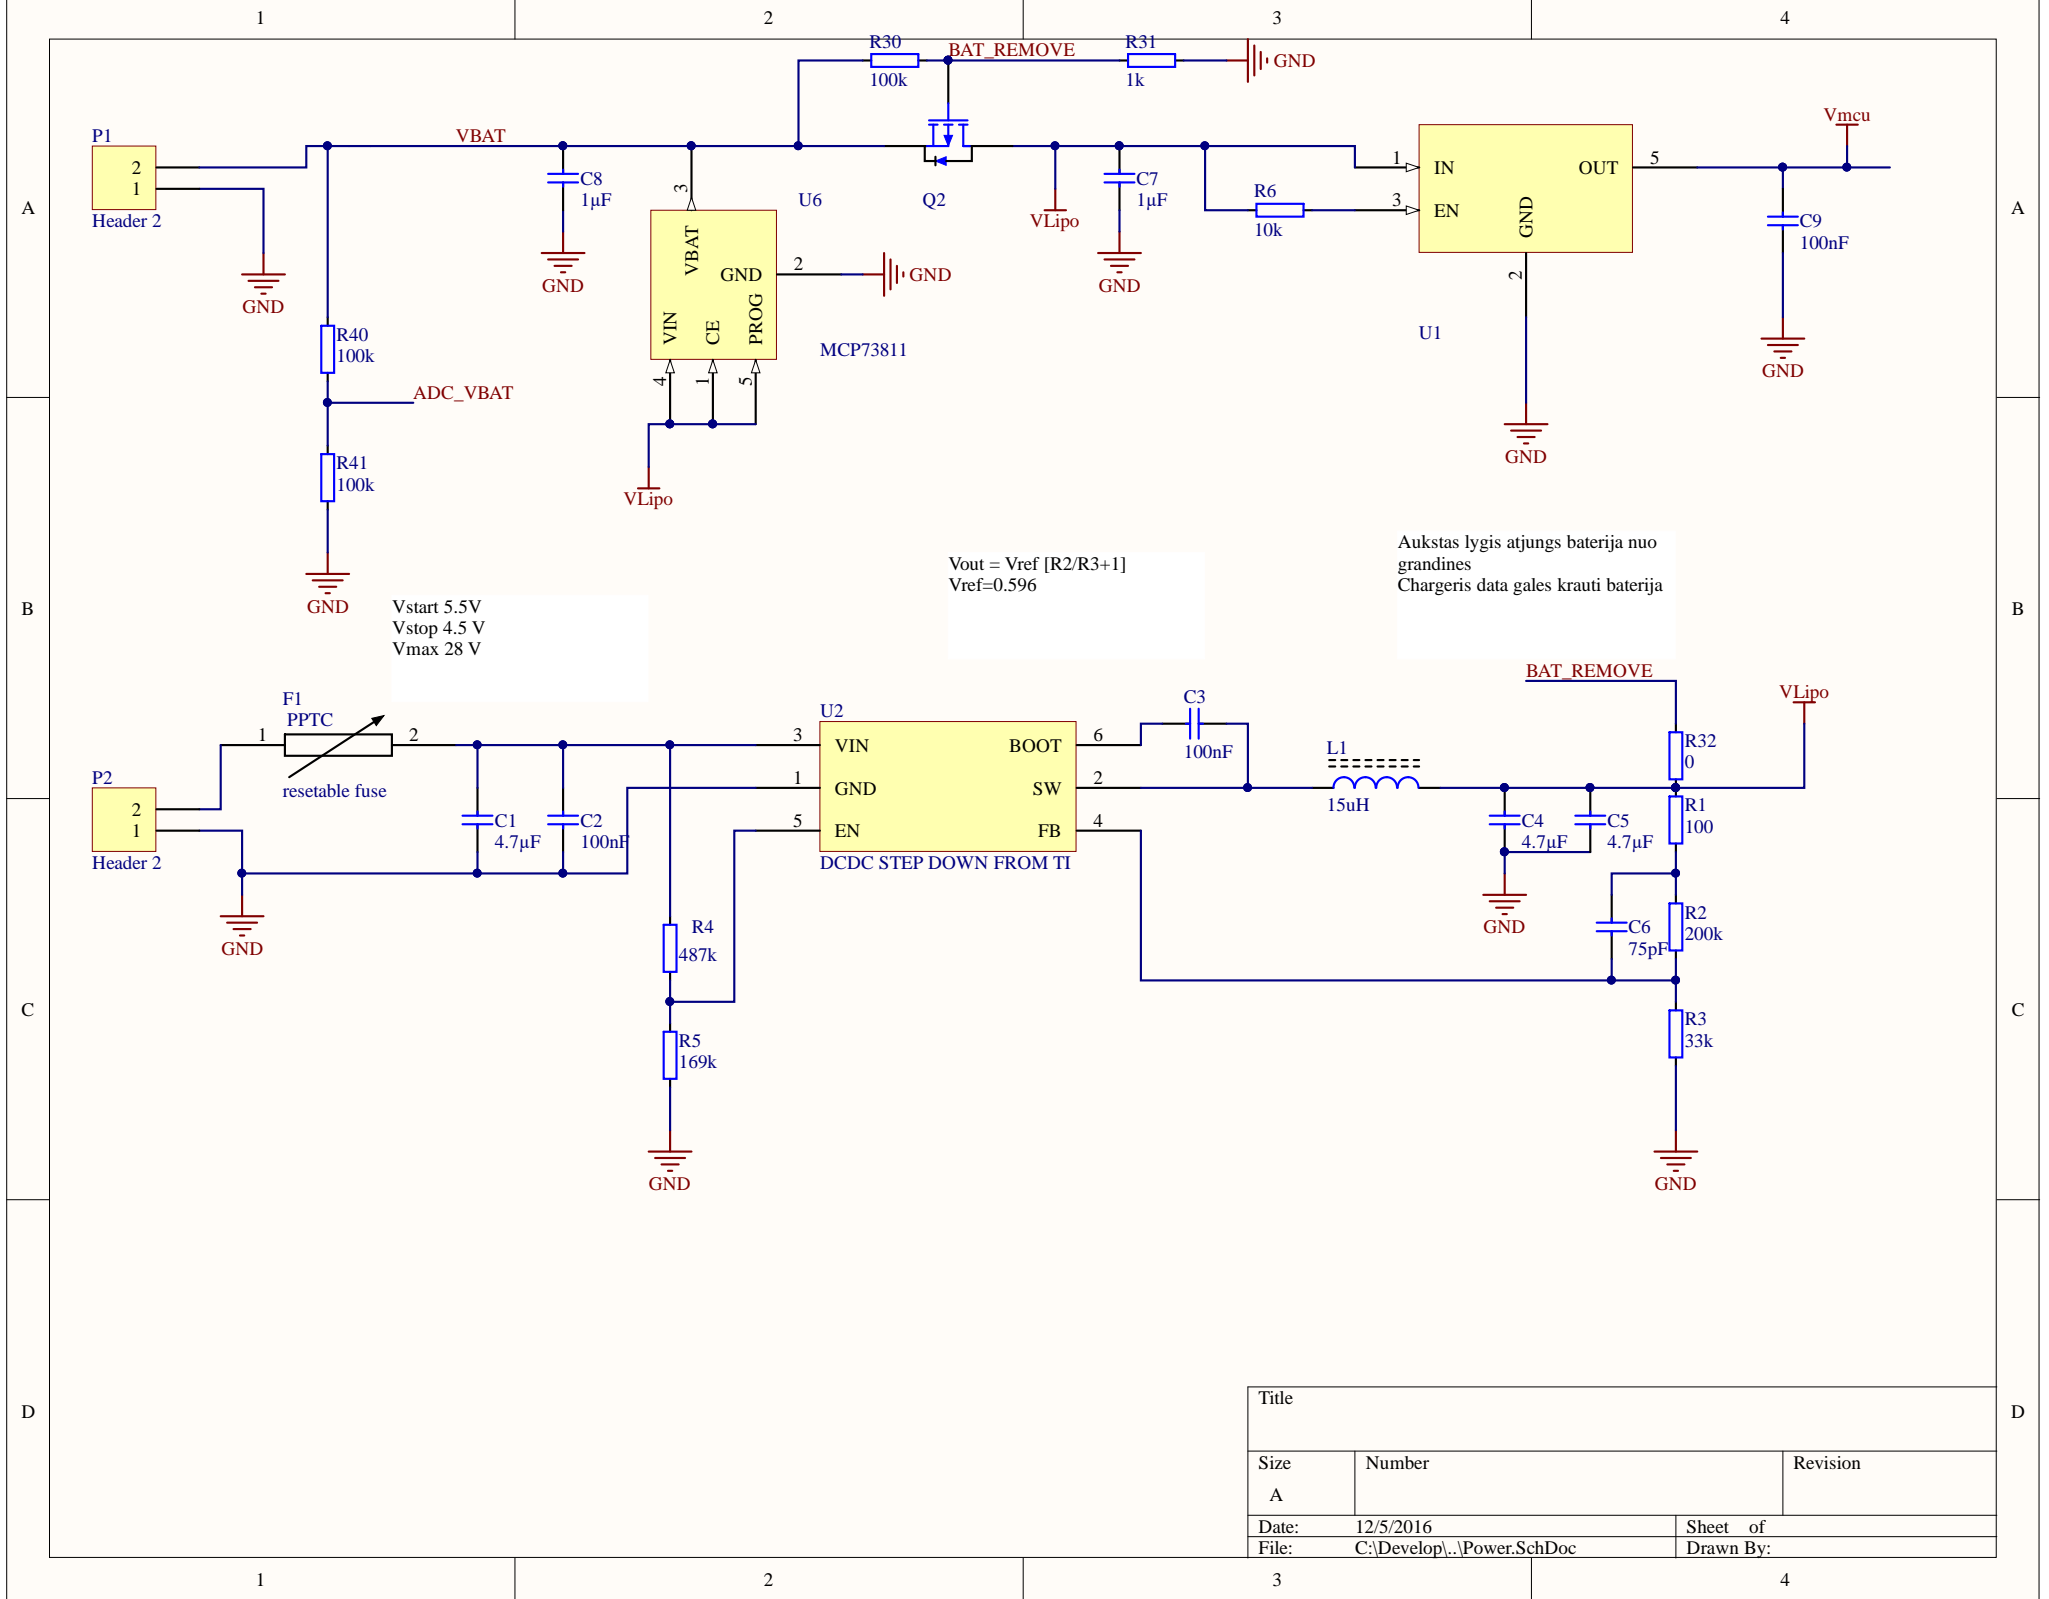 1
2
3
4
A
A
B
B
C
C
D
D
1
2
3
4
R30
100k
BAT_REMOVE
R31
1k
GND
P1
2
1
Header 2
GND
VBAT
C8
1µF
GND
3
VBAT
GND
2
GND
VIN
CE
PROG
4
1
5
U6
MCP73811
VLipo
Q2
VLipo
C7
1µF
GND
R6
10k
1
3
IN
EN
OUT
GND
5
2
U1
GND
Vmcu
C9
100nF
GND
R40
100k
ADC_VBAT
R41
100k
GND
Vstart 5.5V
Vstop 4.5 V
Vmax 28 V
Vout = Vref [R2/R3+1]
Vref=0.596
Aukstas lygis atjungs baterija nuo
grandines
Chargeris data gales krauti baterija
F1
PPTC
1
2
resetable fuse
P2
2
1
Header 2
GND
C1
4.7µF
C2
100nF
U2
3
VIN
1
GND
5
EN
BOOT
6
SW
2
FB
4
DCDC STEP DOWN FROM TI
R4
487k
R5
169k
GND
C3
100nF
L1
15uH
C4
4.7µF
C5
4.7µF
GND
BAT_REMOVE
VLipo
R32
0
R1
100
C6
75pF
R2
200k
R3
33k
GND
Title
Size
A
Number
Revision
Date:
12/5/2016
Sheet of
File:
C:\Develop\..\Power.SchDoc
Drawn By: